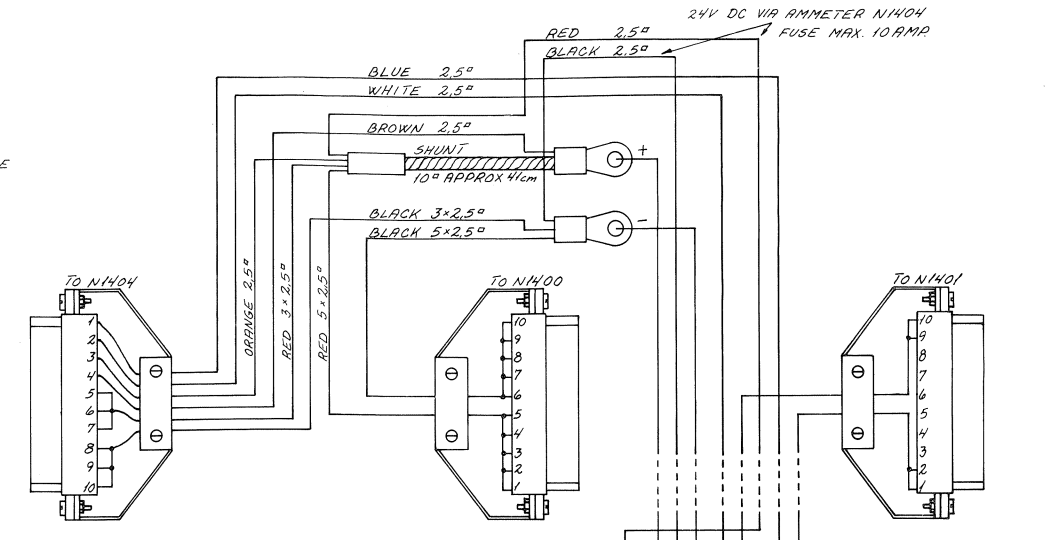 24V DC VIA AMMETER N1404
FUSE MAX. 10 AMP.
RED 2,5▫
BLACK 2,5▫
BLUE 2,5▫
WHITE 2,5▫
BROWN 2,5▫
SHUNT
10▫ APPROX 41cm
+
BLACK 3×2,5▫
BLACK 5×2,5▫
-
E
ORANGE 2,5▫
RED 3×2,5▫
RED 5×2,5▫
TO N1404
1
2
3
4
5
6
7
8
9
10
TO N1400
10
9
8
7
6
5
4
3
2
1
TO N1401
10
9
8
7
6
5
4
3
2
1